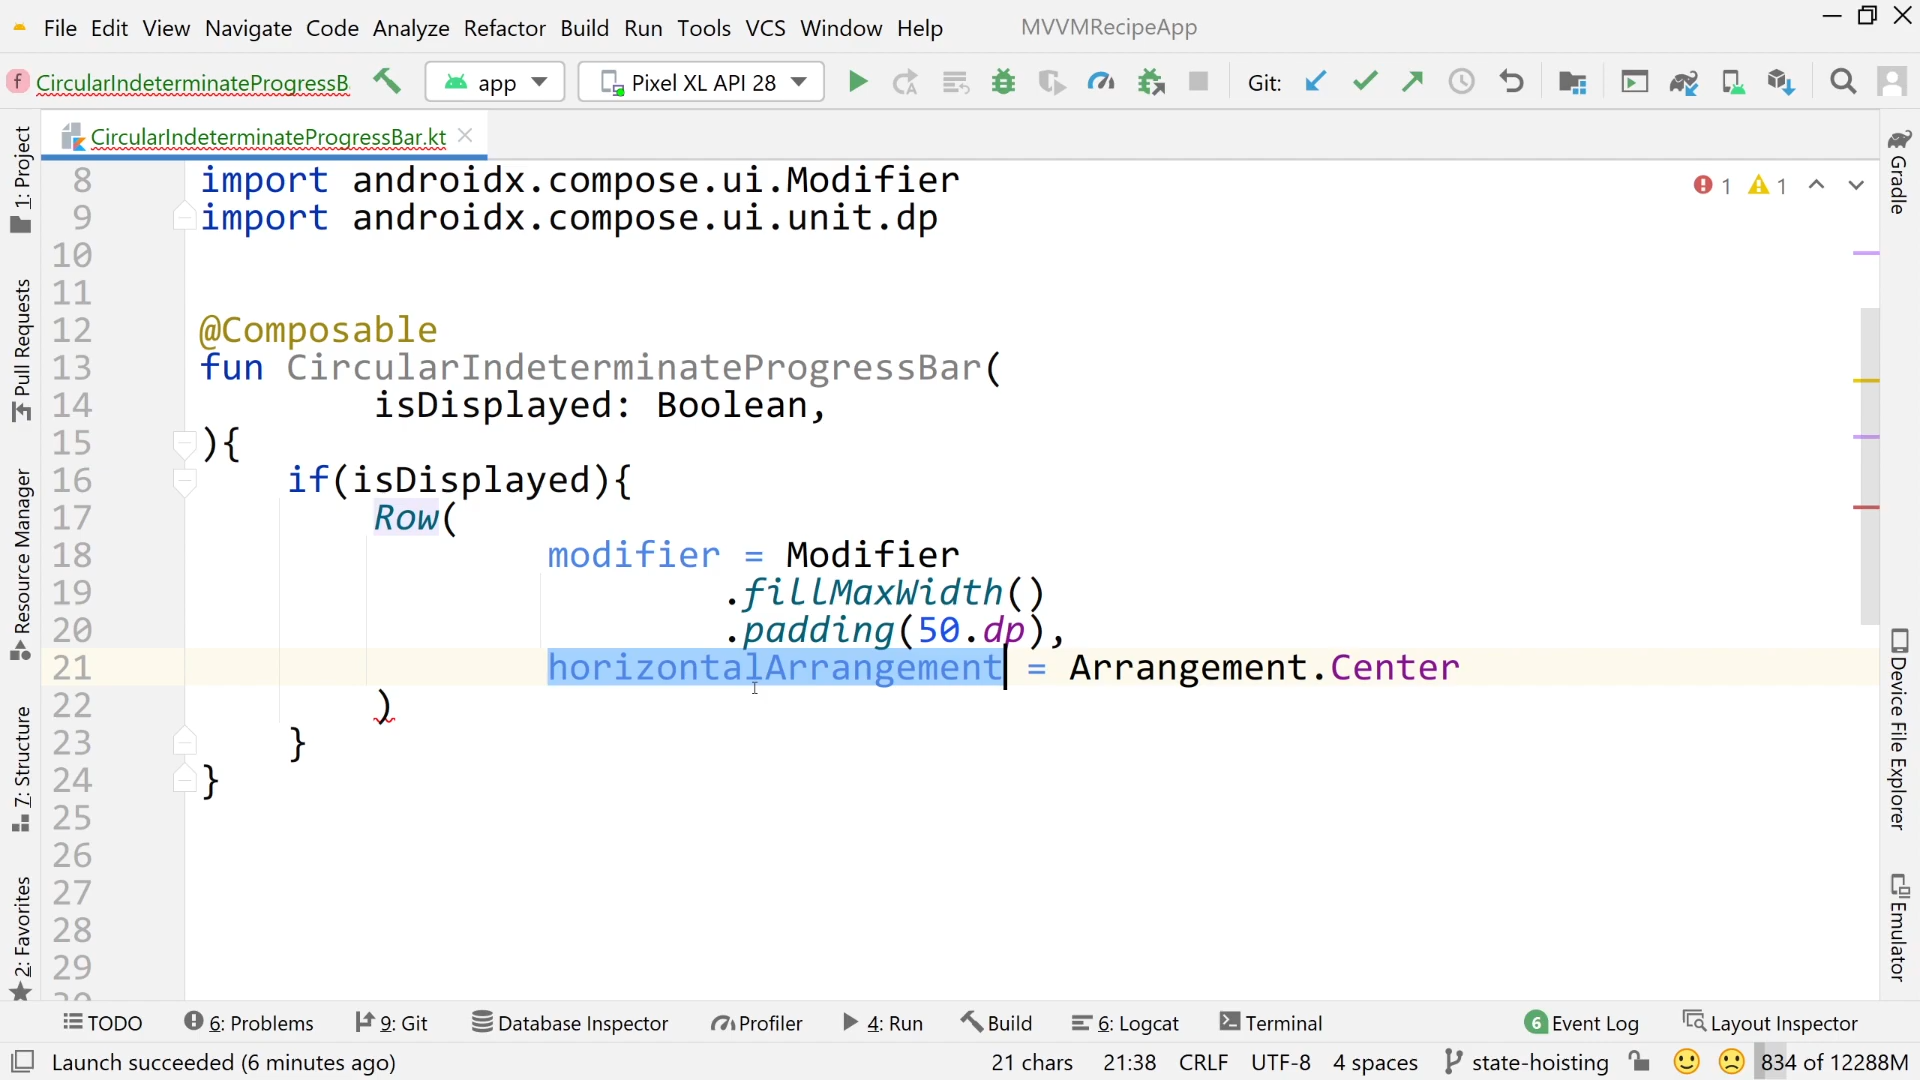 File Edit View Navigate Code Analyze Refactor Build Run Tools VCS Window Help MVVMRecipeApp
f CircularIndeterminateProgressB app Pixel XL API 28 Git:
CircularIndeterminateProgressBar.kt
1: Project
Pull Requests
Resource Manager
7: Structure
2: Favorites
8 import androidx.compose.ui.Modifier
9 import androidx.compose.ui.unit.dp
10
11
12 @Composable
13 fun CircularIndeterminateProgressBar(
14 isDisplayed: Boolean,
15 ){
16 if(isDisplayed){
17 Row(
18 modifier = Modifier
19 .fillMaxWidth()
20 .padding(50.dp),
21 horizontalArrangement = Arrangement.Center
22 )
23 }
24 }
25
26
27
28
29
30
1 1
Gradle
Device File Explorer
Emulator
TODO 6: Problems 9: Git Database Inspector Profiler 4: Run Build 6: Logcat Terminal 6 Event Log Layout Inspector
Launch succeeded (6 minutes ago) 21 chars 21:38 CRLF UTF-8 4 spaces state-hoisting 834 of 12288M